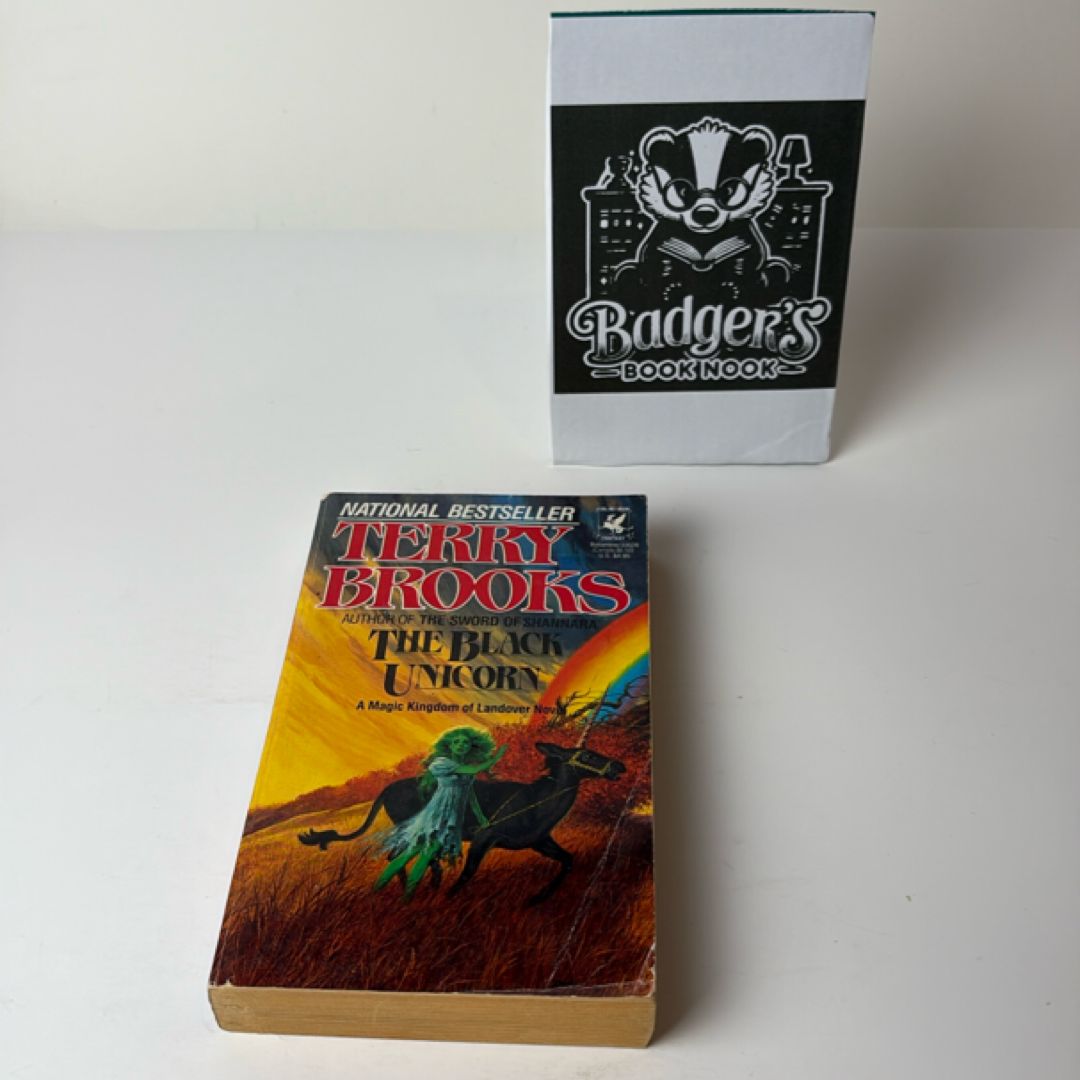 Badger's
BOOK NOOK
NATIONAL BESTSELLER
TERRY
BROOKS
AUTHOR OF THE SWORD OF SHANNARA
THE BLACK
UNICORN
A Magic Kingdom of Landover Novel